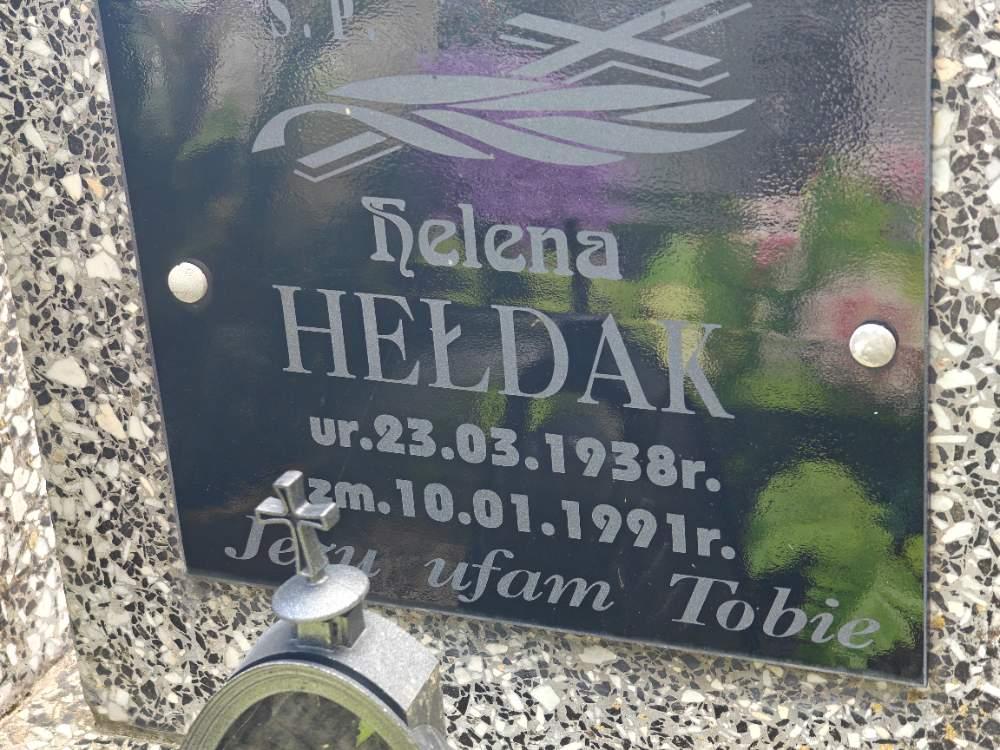 Ś. P.
Helena
HEŁDAK
ur.23.03.1938r.
zm.10.01.1991r.
Jezu ufam Tobie